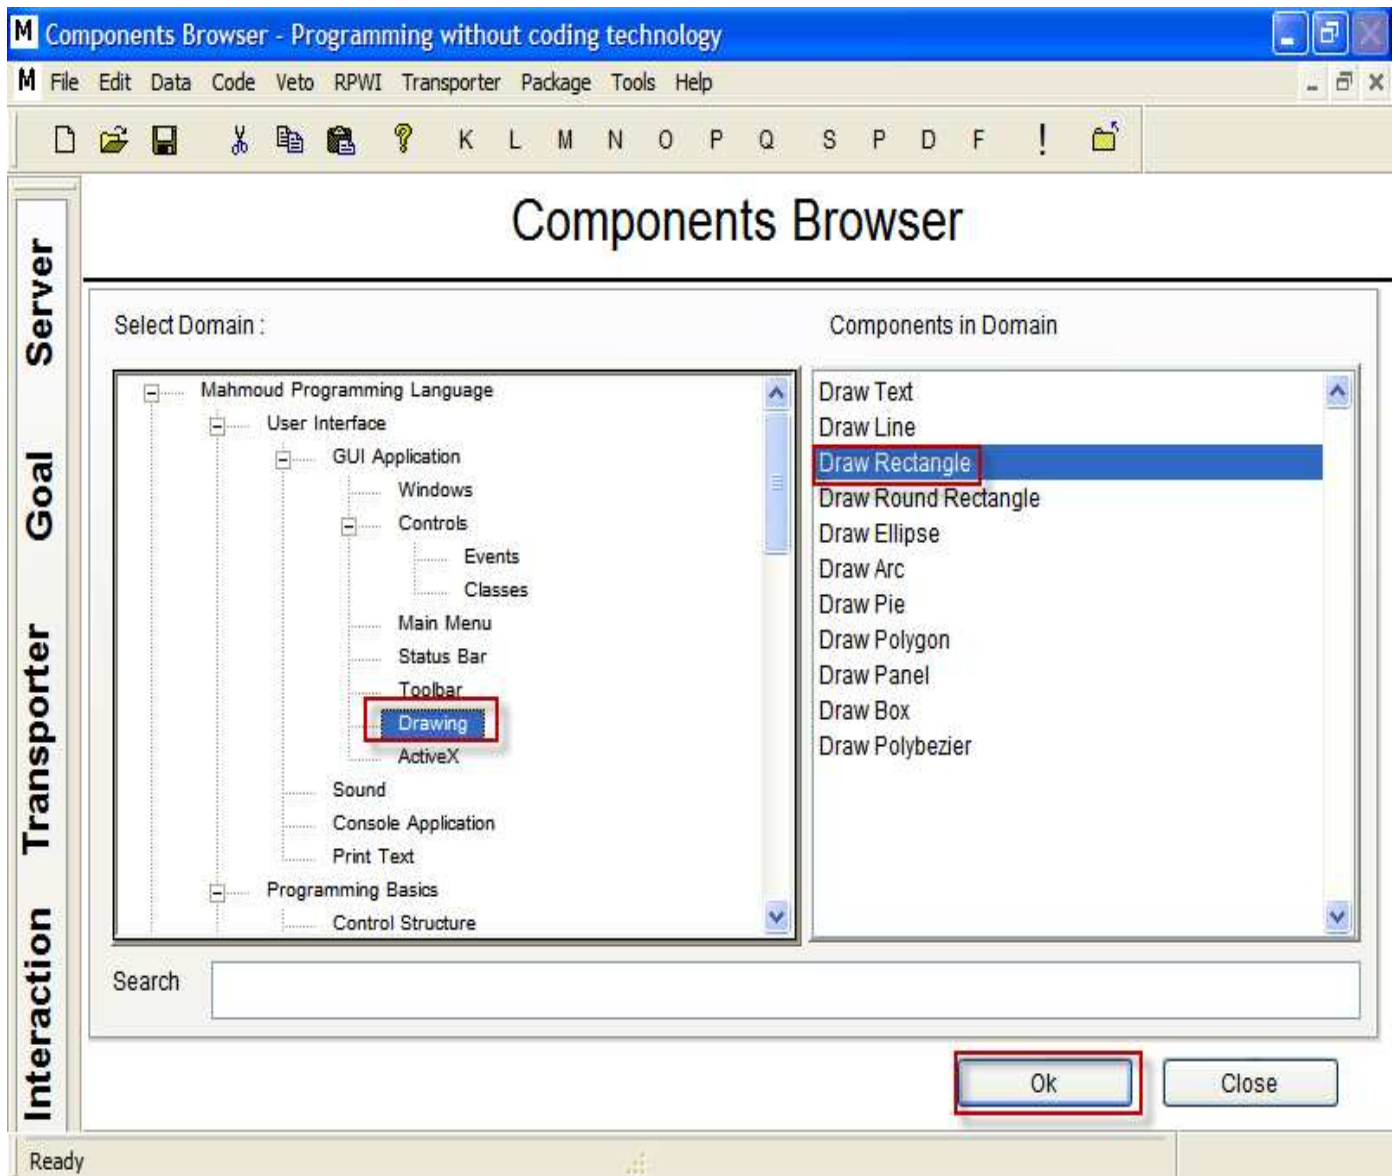 M Components Browser - Programming without coding technology
M File Edit Data Code Veto RPWI Transporter Package Tools Help
K L M N O P Q S P D F !
Components Browser
Server
Goal
Transporter
Interaction
Select Domain :
Mahmoud Programming Language
User Interface
GUI Application
Windows
Controls
Events
Classes
Main Menu
Status Bar
Toolbar
Drawing
ActiveX
Sound
Console Application
Print Text
Programming Basics
Control Structure
Components in Domain
Draw Text
Draw Line
Draw Rectangle
Draw Round Rectangle
Draw Ellipse
Draw Arc
Draw Pie
Draw Polygon
Draw Panel
Draw Box
Draw Polybezier
Search
Ok Close
Ready